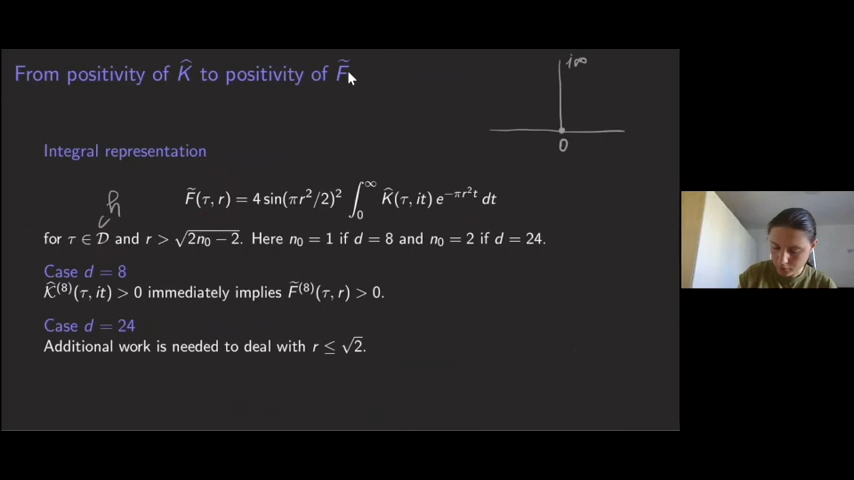 From positivity of K̂ to positivity of F̃
i∞
0
Integral representation
F̃(τ, r) = 4 sin(πr²/2)² ∫₀^∞ K̂(τ, it) e^{−πr²t} dt
h
for τ ∈ D and r > √(2n₀ − 2). Here n₀ = 1 if d = 8 and n₀ = 2 if d = 24.
Case d = 8
K̂⁽⁸⁾(τ, it) > 0 immediately implies F̃⁽⁸⁾(τ, r) > 0.
Case d = 24
Additional work is needed to deal with r ≤ √2.